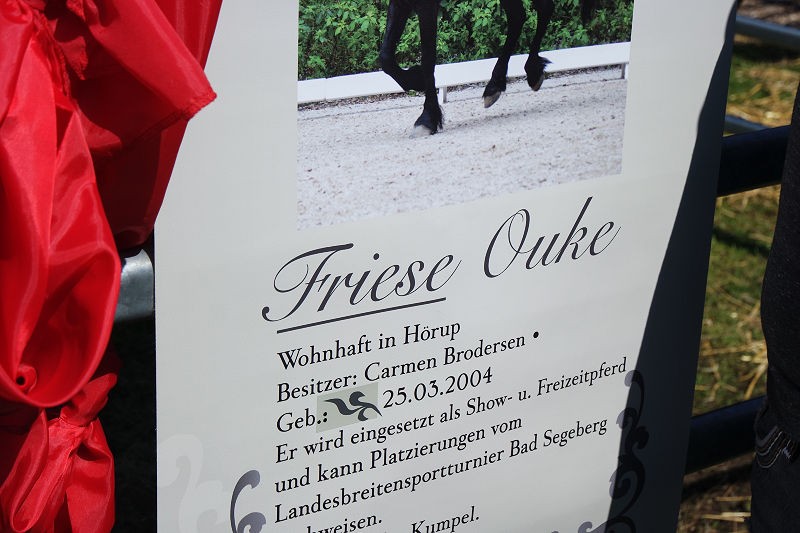 Friese Ouke
Wohnhaft in Hörup
Besitzer: Carmen Brodersen •
Geb.: 25.03.2004
Er wird eingesetzt als Show- u. Freizeitpferd
und kann Platzierungen vom
Landesbreitensportturnier Bad Segeberg
Kumpel.